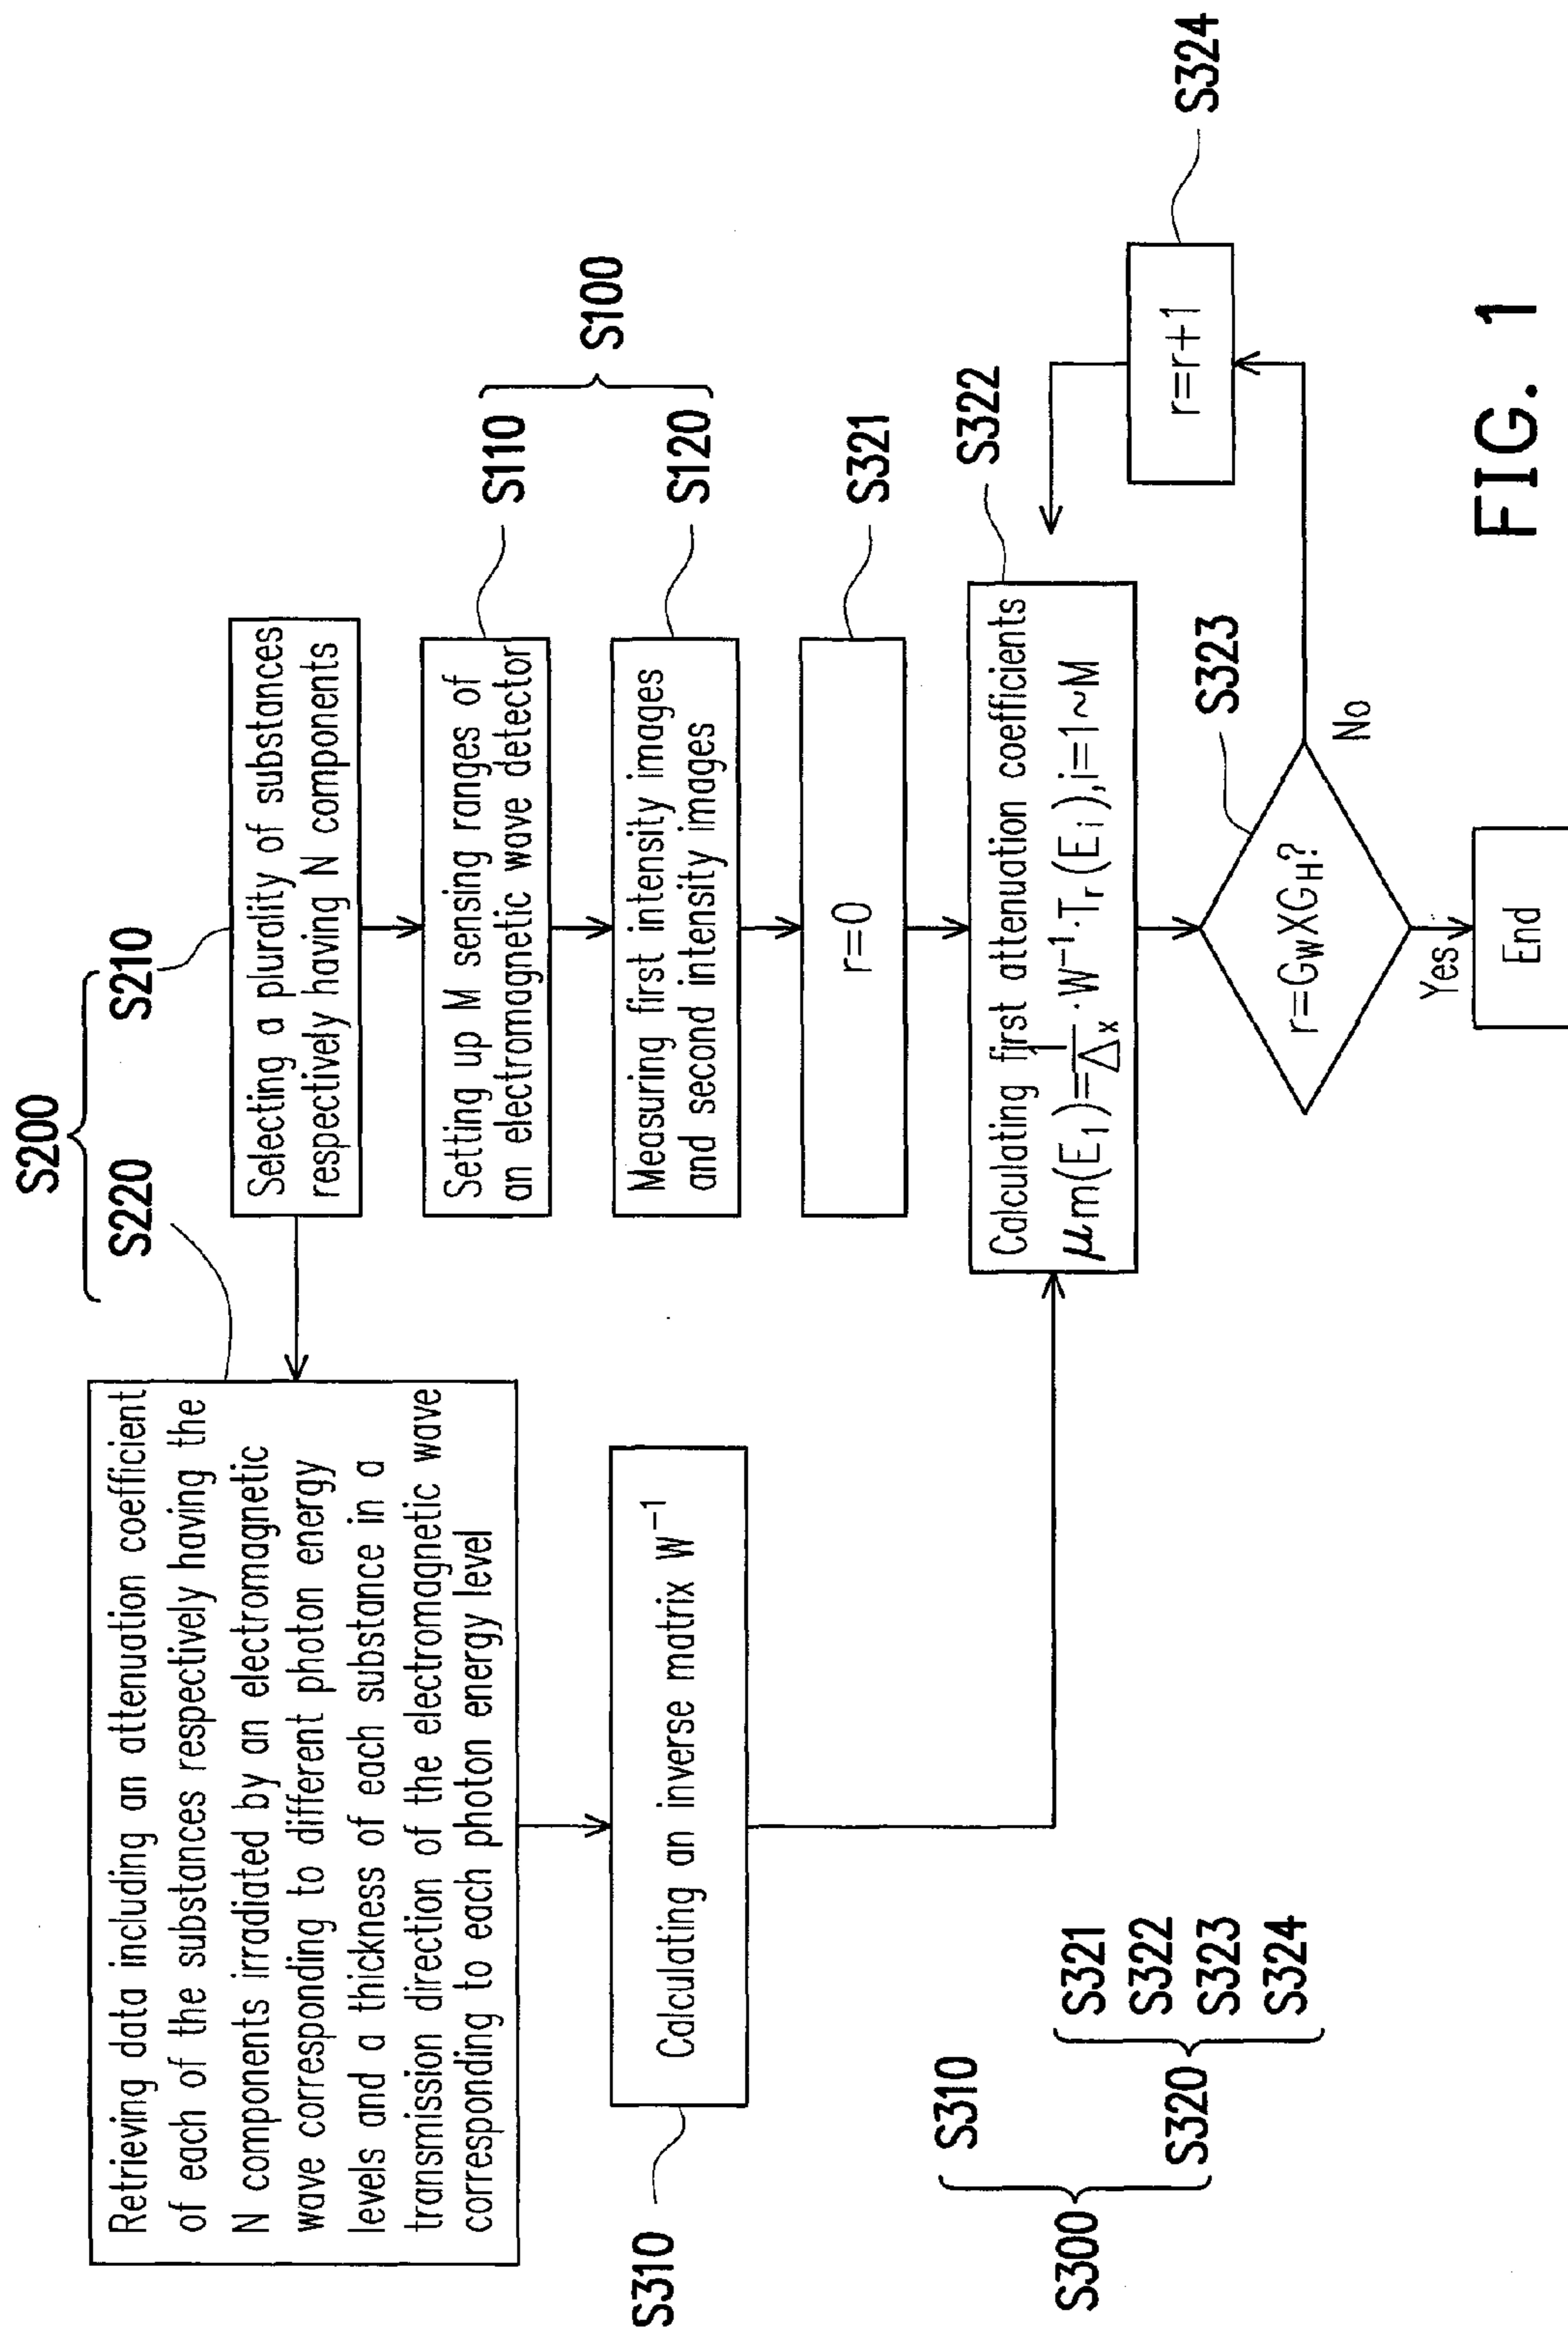 S200
S220
S210
Retrieving data including an attenuation coefficient
of each of the substances respectively having the
N components irradiated by an electromagnetic
wave corresponding to different photon energy
levels and a thickness of each substance in a
transmission direction of the electromagnetic wave
corresponding to each photon energy level
Selecting a plurality of substances
respectively having N components
Setting up M sensing ranges of
an electromagnetic wave detector
S110
S100
Measuring first intensity images
and second intensity images
S120
S310
Calculating an inverse matrix W⁻¹
r=0
S321
Calculating first attenuation coefficients
μm(E₁)=1/Δx·W⁻¹·Tr(Ei),i=1~M
S322
S323
r=GWXGH?
No
r=r+1
S324
Yes
End
S300
S310
S320
S321
S322
S323
S324
FIG. 1